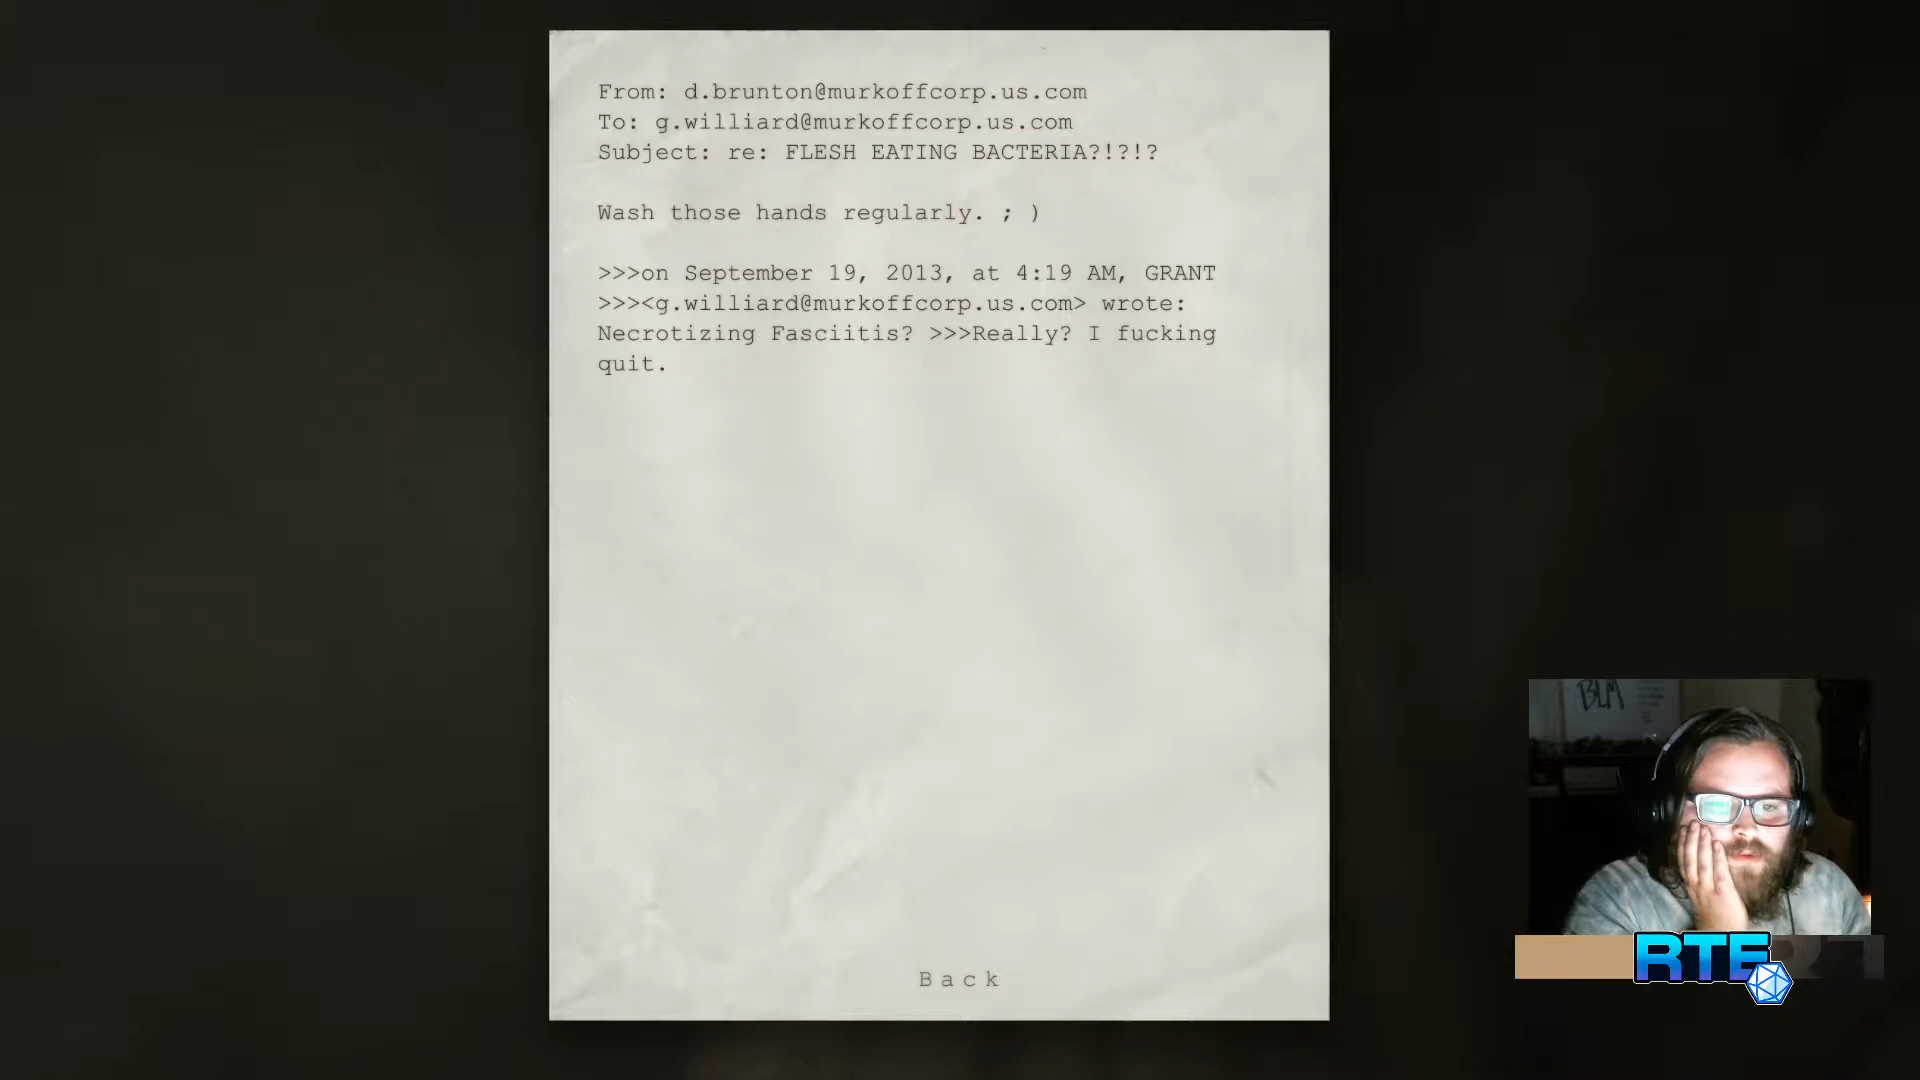 From: d.brunton@murkoffcorp.us.com
To: g.williard@murkoffcorp.us.com
Subject: re: FLESH EATING BACTERIA?!?!?
Wash those hands regularly. ; )
>>>on September 19, 2013, at 4:19 AM, GRANT
>>><g.williard@murkoffcorp.us.com> wrote:
Necrotizing Fasciitis? >>>Really? I fucking
quit.
Back
BLM
RTE